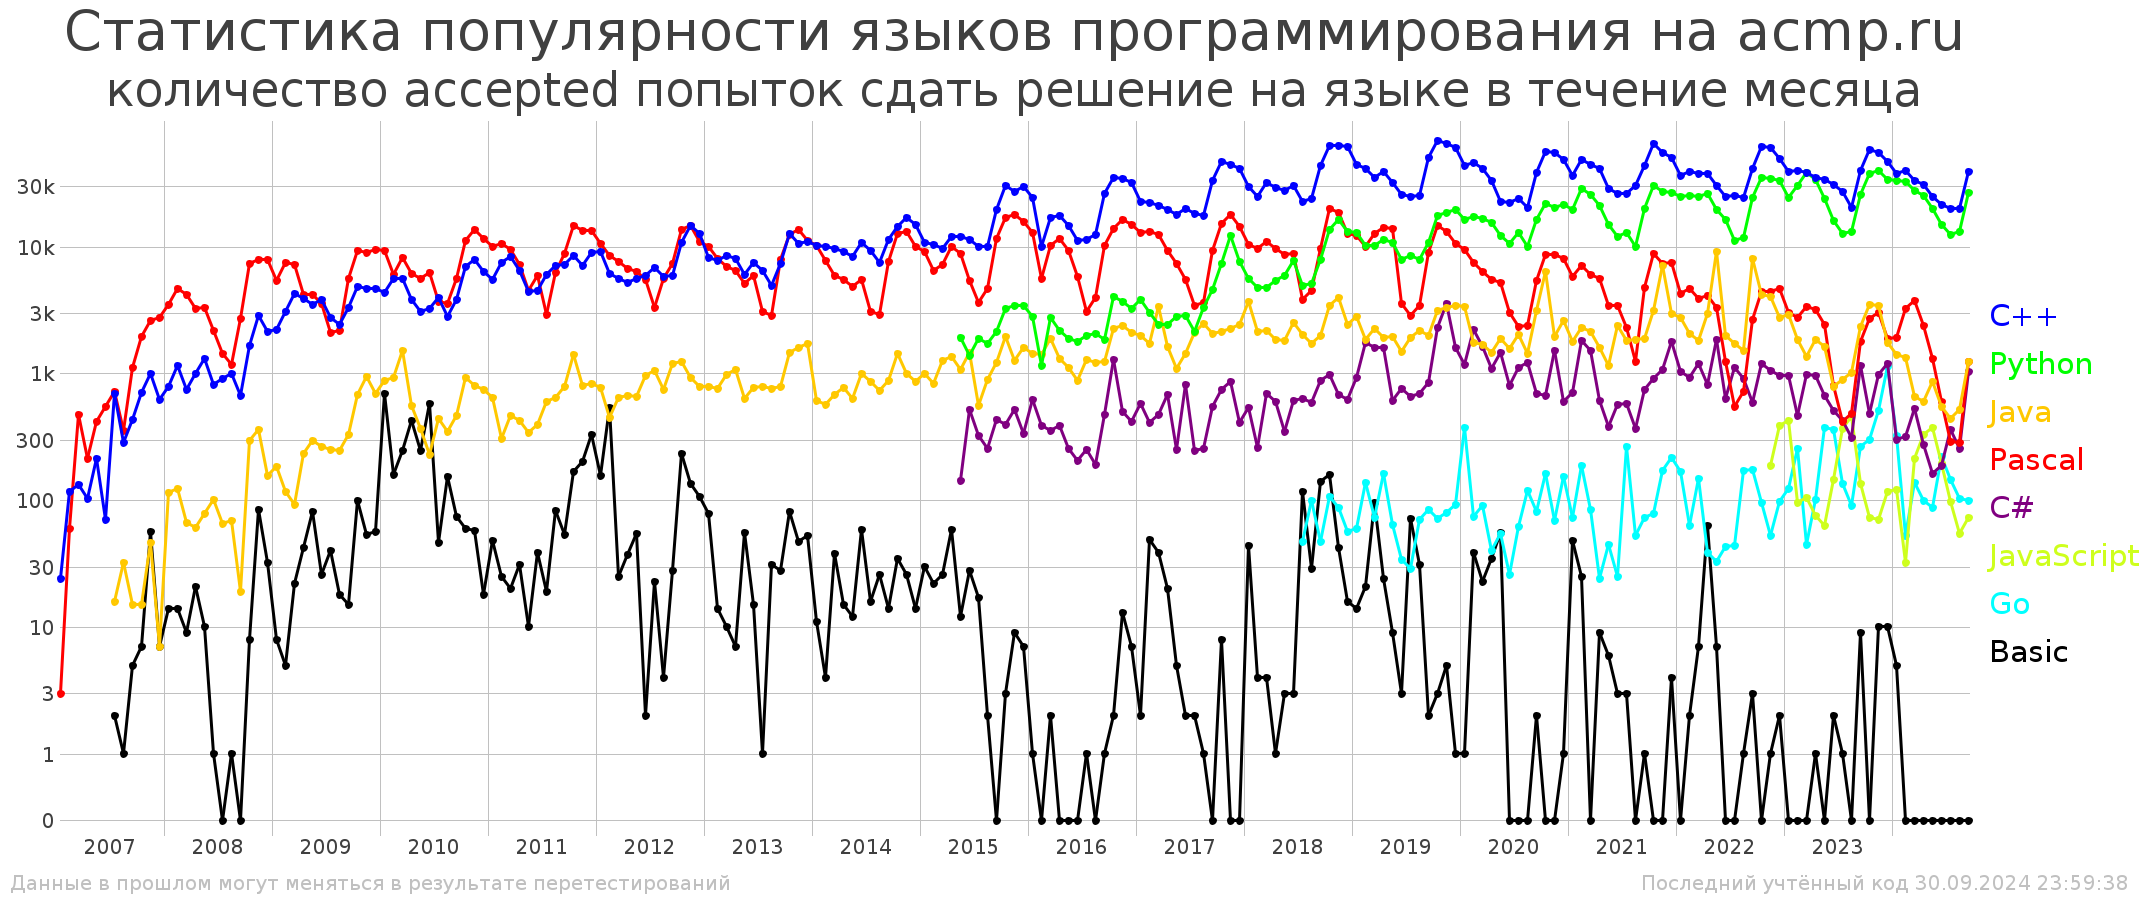 Статистика популярности языков программирования на acmp.ru
количество accepted попыток сдать решение на языке в течение месяца
30k
10k
3k
1k
300
100
30
10
3
1
0
C++
Python
Java
Pascal
C#
JavaScript
Go
Basic
2007 2008 2009 2010 2011 2012 2013 2014 2015 2016 2017 2018 2019 2020 2021 2022 2023
Данные в прошлом могут меняться в результате перетестирований
Последний учтённый код 30.09.2024 23:59:38